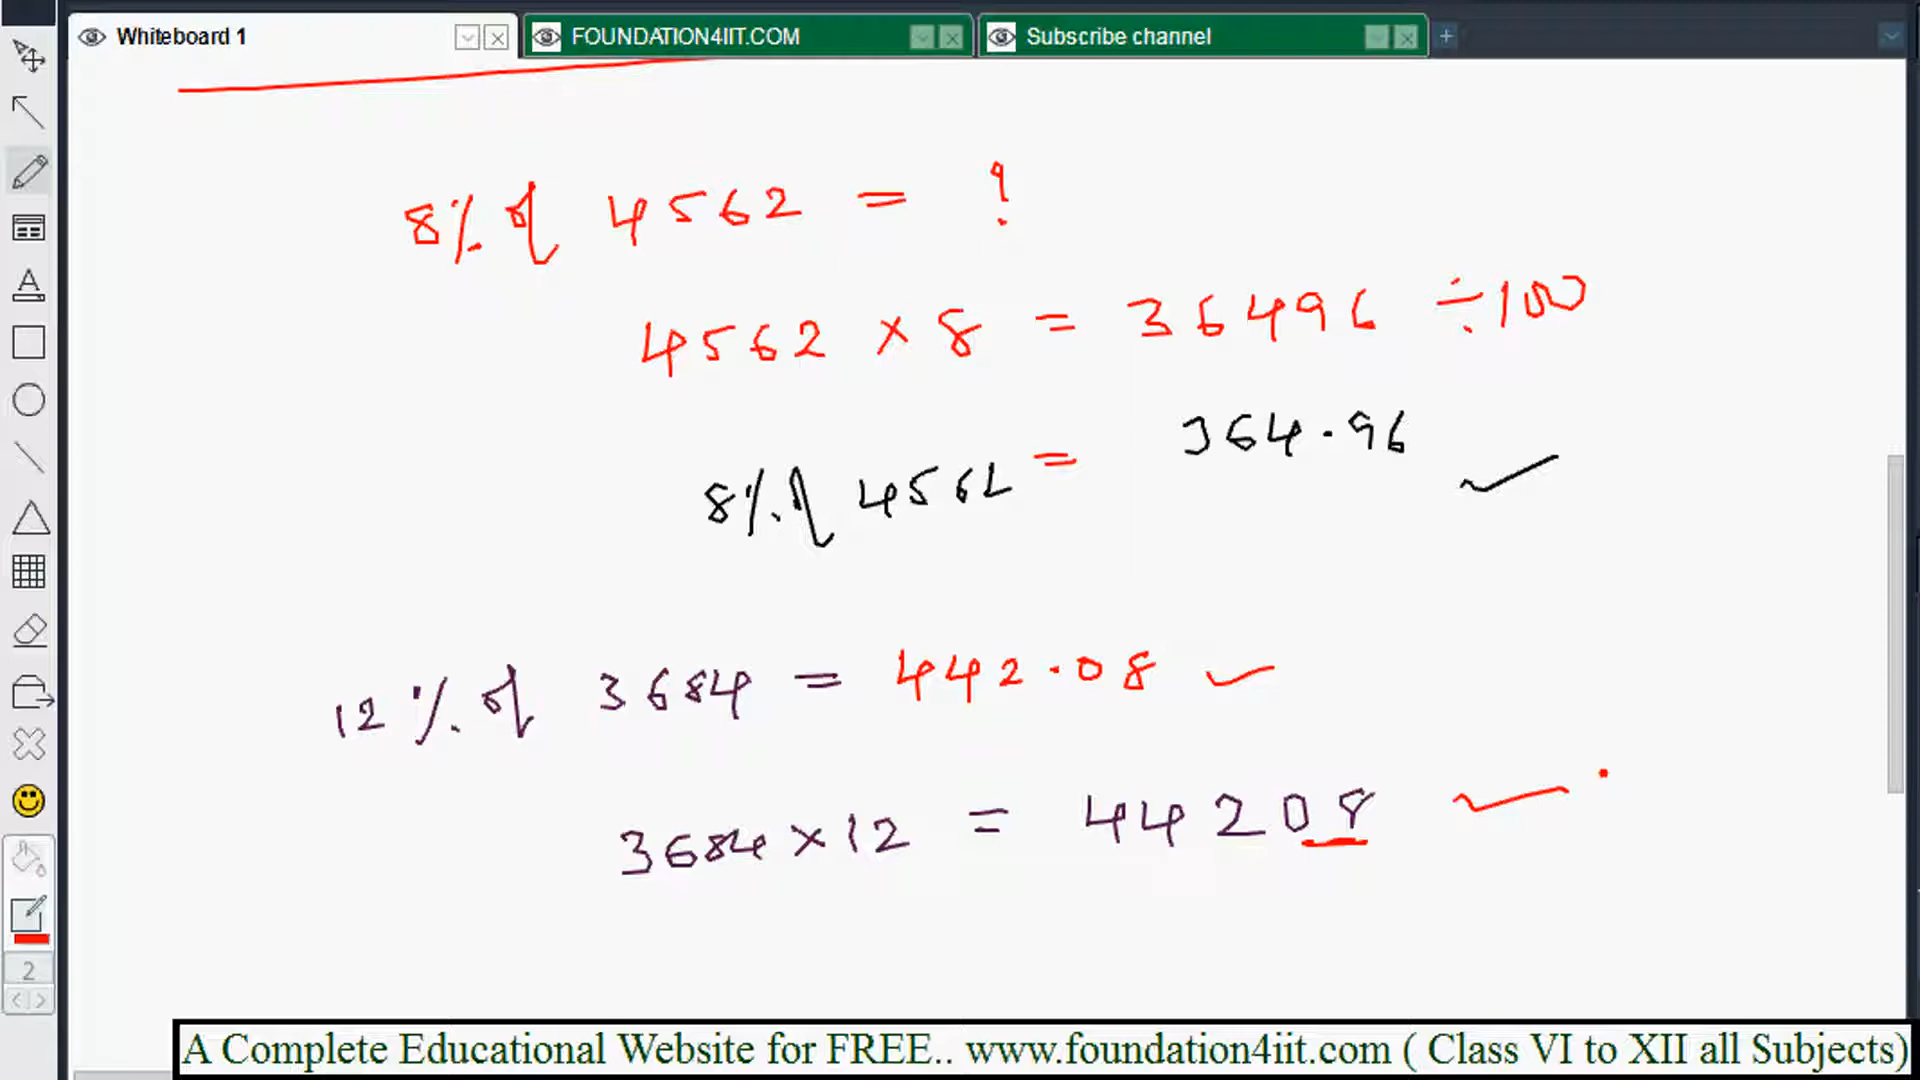 Whiteboard 1
FOUNDATION4IIT.COM
Subscribe channel
8% of 4562 = ?
4562 × 8 = 36496 ÷100
8% of 4562 = 364.96
12% of 3684 = 442.08
3684 × 12 = 44208
2
A Complete Educational Website for FREE.. www.foundation4iit.com ( Class VI to XII all Subjects)